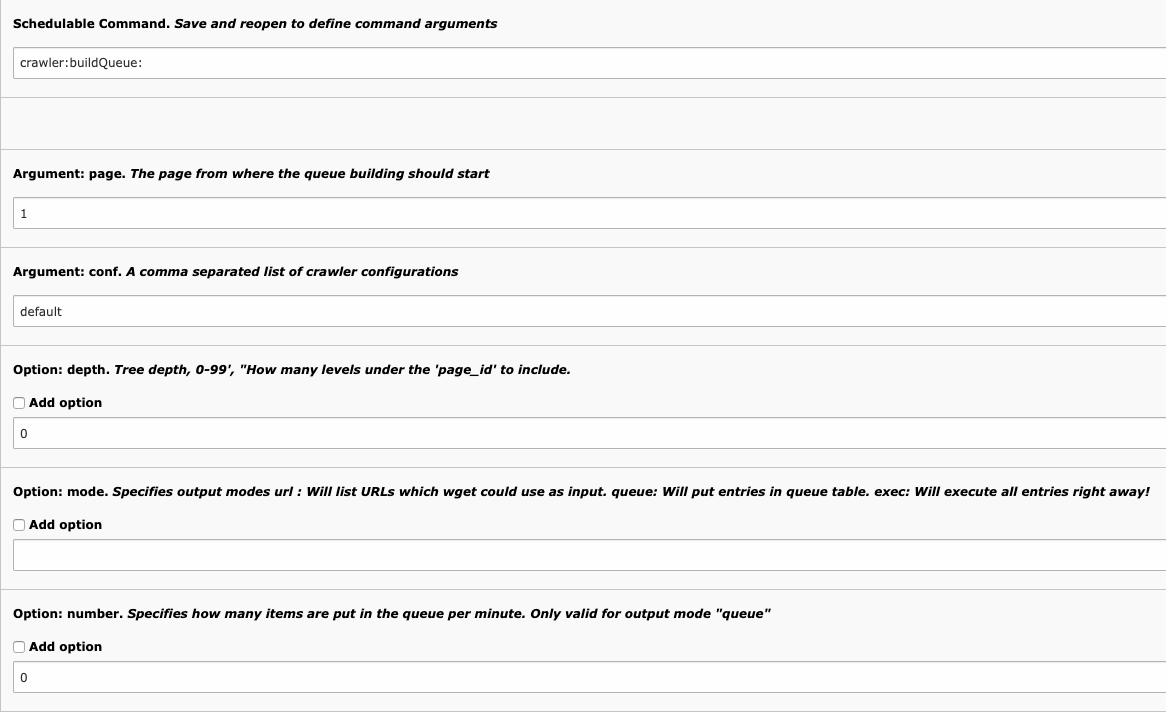 Schedulable Command. Save and reopen to define command arguments
crawler:buildQueue:
Argument: page. The page from where the queue building should start
1
Argument: conf. A comma separated list of crawler configurations
default
Option: depth. Tree depth, 0-99', "How many levels under the 'page_id' to include.
Add option
0
Option: mode. Specifies output modes url : Will list URLs which wget could use as input. queue: Will put entries in queue table. exec: Will execute all entries right away!
Add option
Option: number. Specifies how many items are put in the queue per minute. Only valid for output mode "queue"
Add option
0